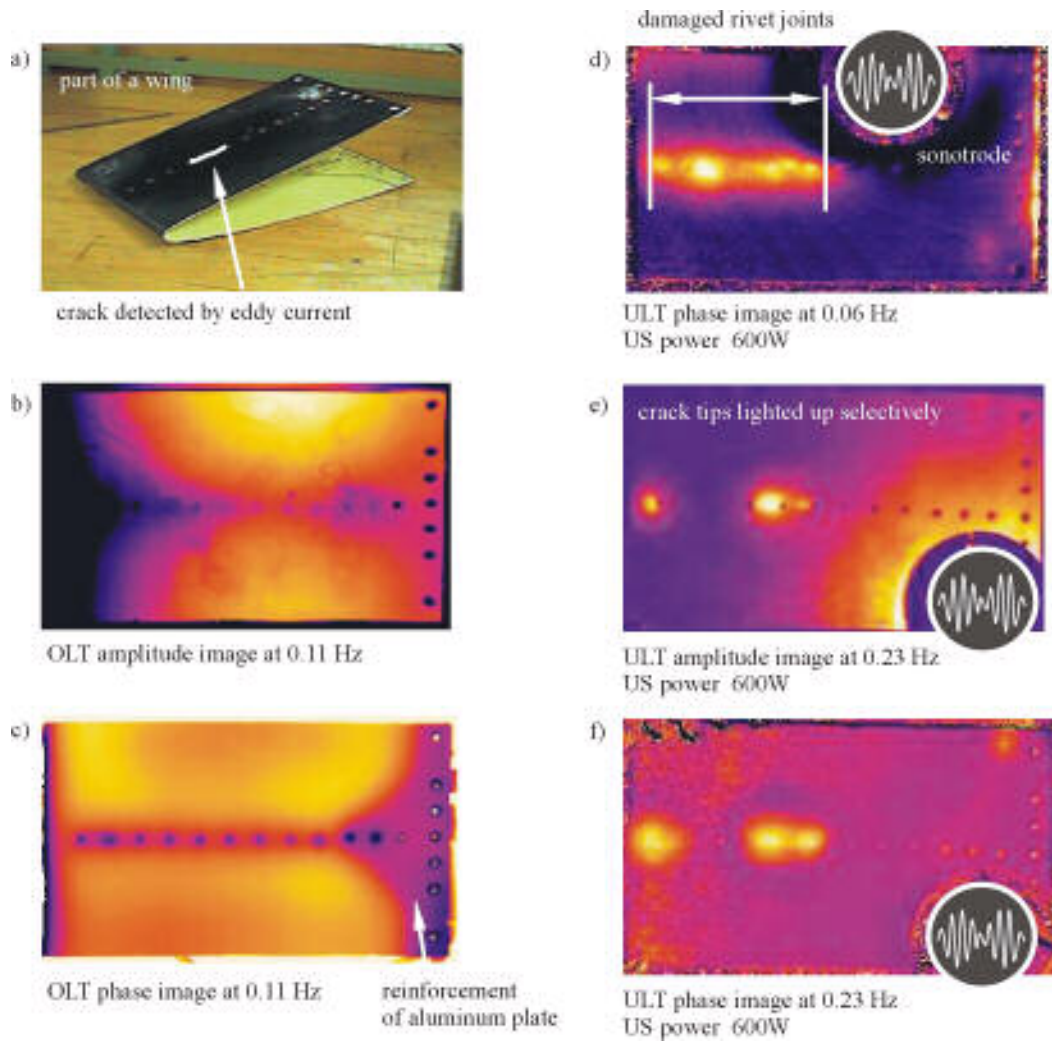 a)
part of a wing
crack detected by eddy current
b)
OLT amplitude image at 0.11 Hz
c)
OLT phase image at 0.11 Hz
reinforcement
of aluminum plate
damaged rivet joints
d)
sonotrode
ULT phase image at 0.06 Hz
US power 600W
e)
crack tips lighted up selectively
ULT amplitude image at 0.23 Hz
US power 600W
f)
ULT phase image at 0.23 Hz
US power 600W